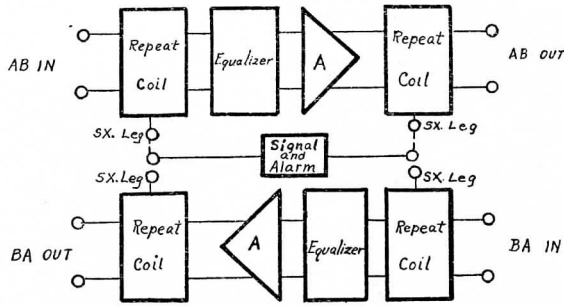 AB IN
Repeat
Coil
Equalizer
A
Repeat
Coil
AB OUT
SX. Leg
SX. Leg
Signal
and
Alarm
SX. Leg
SX. Leg
BA OUT
Repeat
Coil
A
Equalizer
Repeat
Coil
BA IN